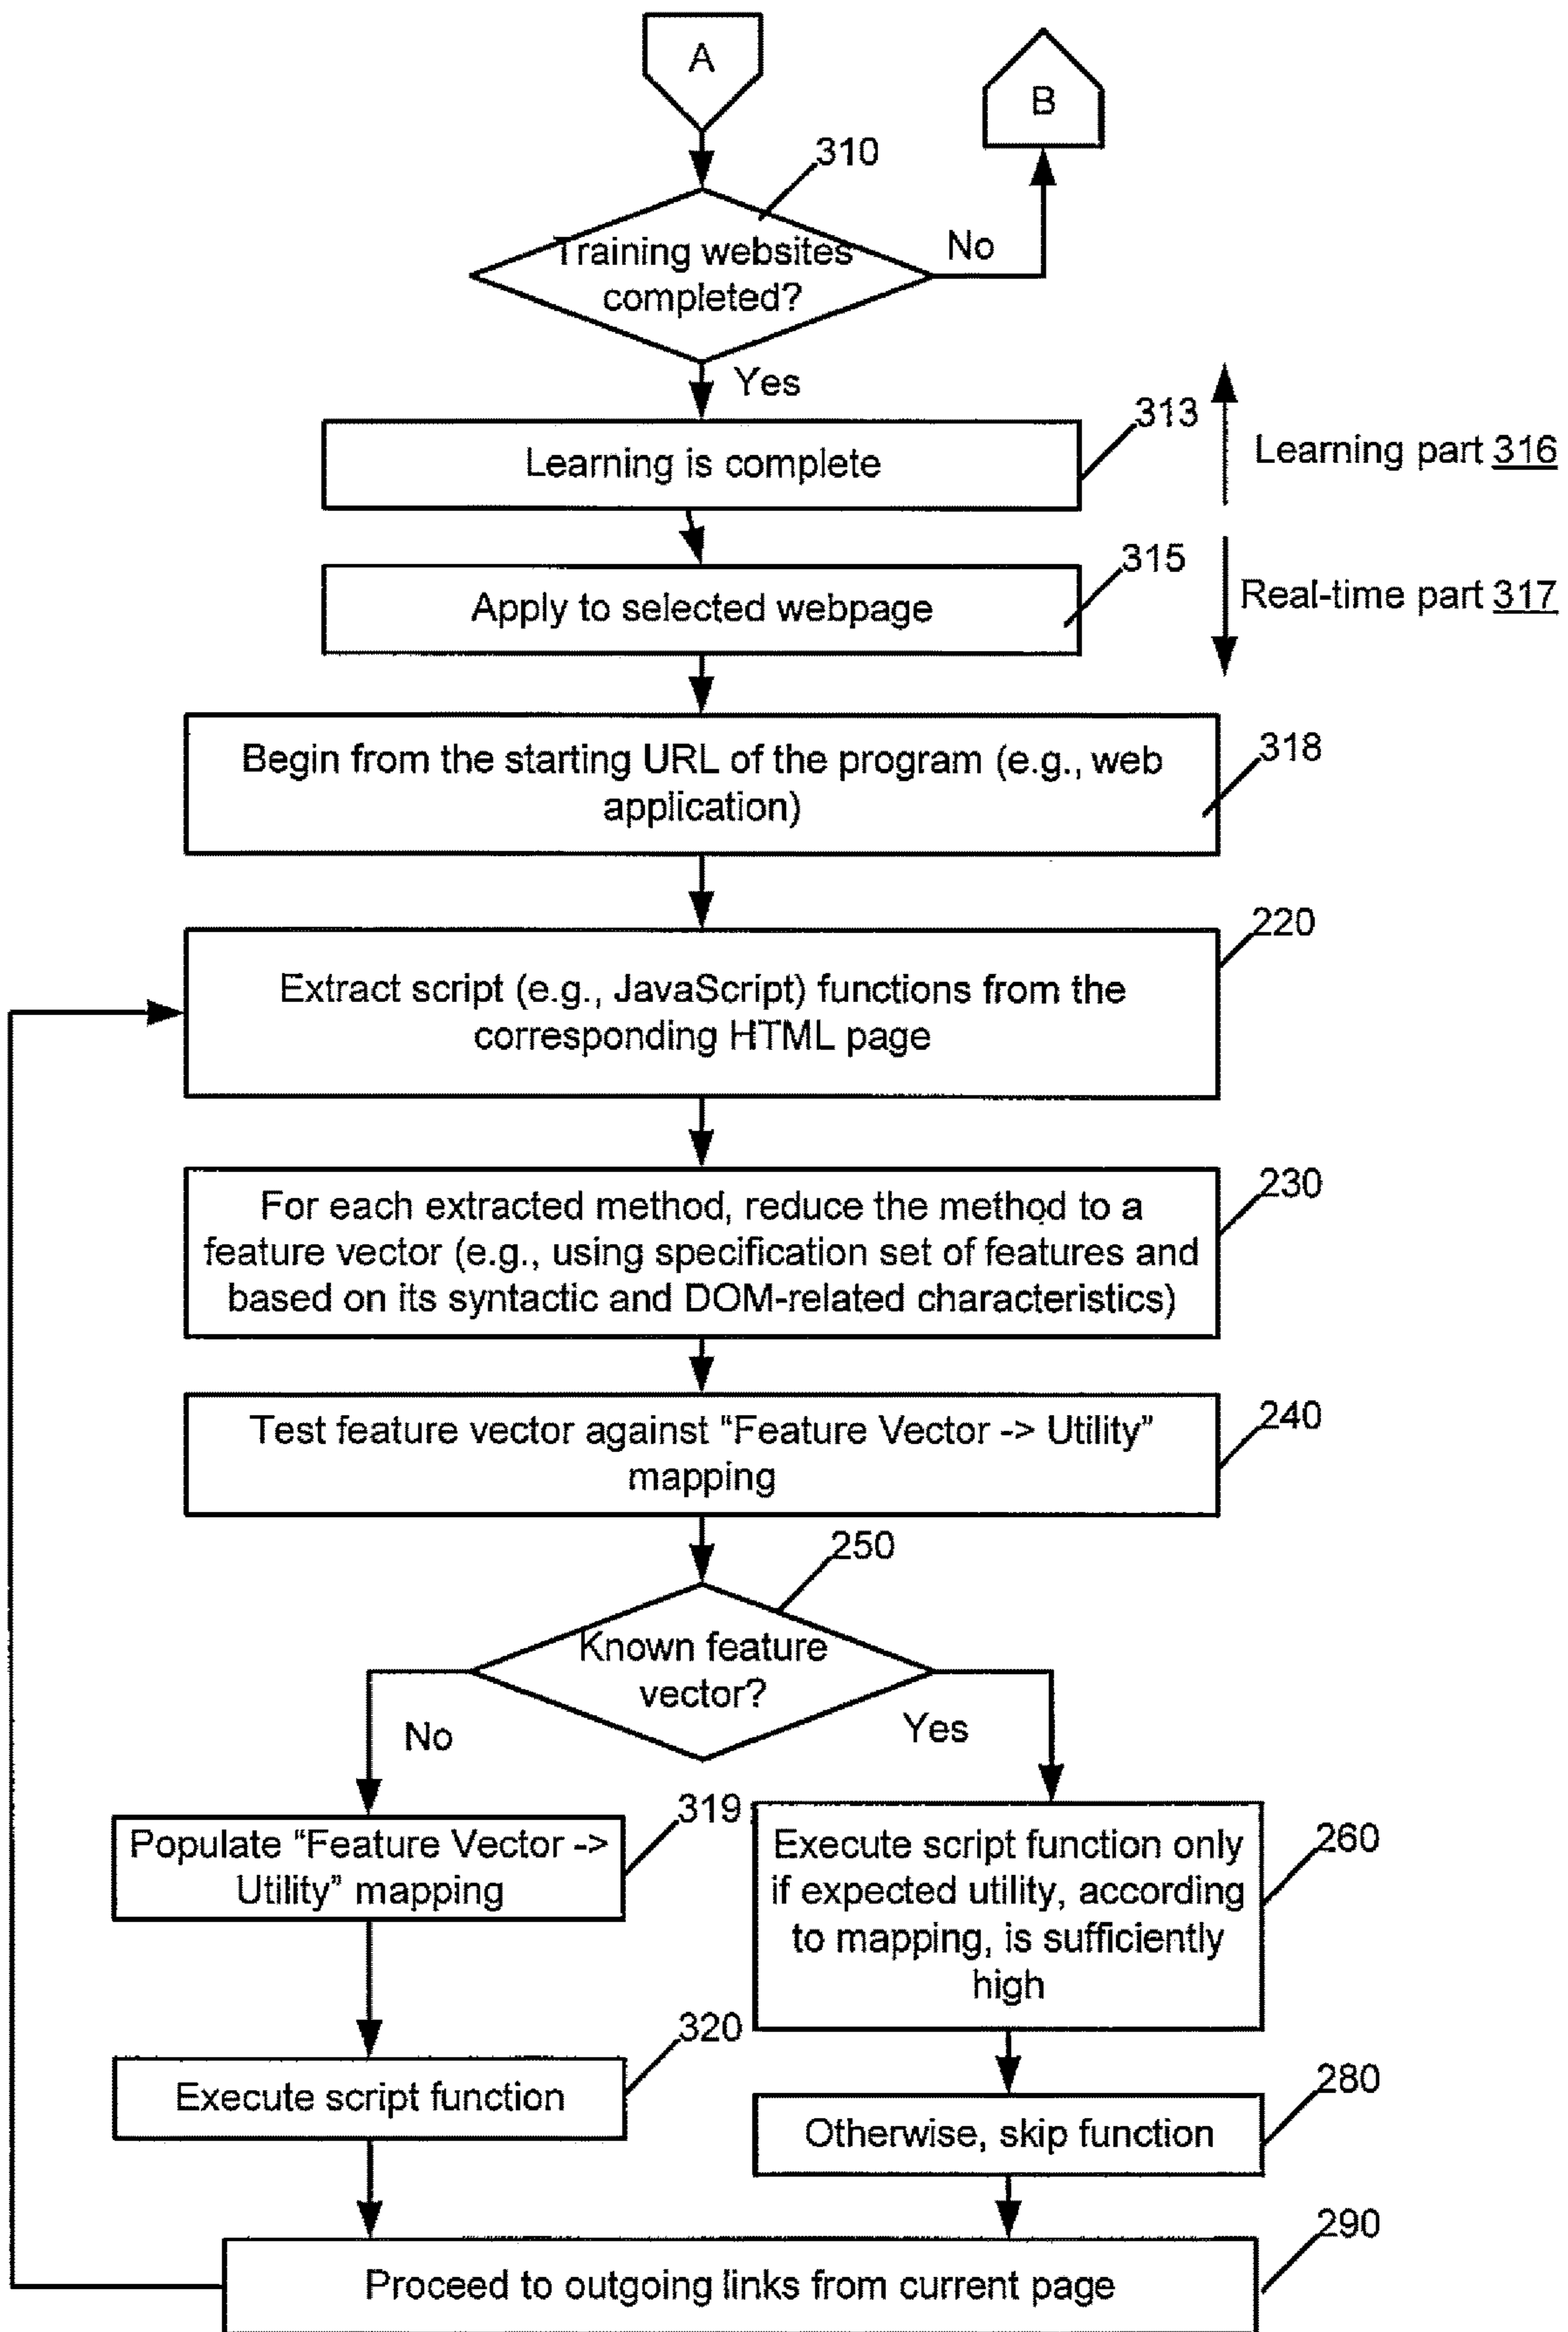 A
B
310
Training websites
completed?
No
Yes
313
Learning is complete
Learning part 316
315
Apply to selected webpage
Real-time part 317
318
Begin from the starting URL of the program (e.g., web
application)
220
Extract script (e.g., JavaScript) functions from the
corresponding HTML page
230
For each extracted method, reduce the method to a
feature vector (e.g., using specification set of features and
based on its syntactic and DOM-related characteristics)
240
Test feature vector against “Feature Vector -> Utility”
mapping
250
Known feature
vector?
No
Yes
319
Populate “Feature Vector ->
Utility” mapping
260
Execute script function only
if expected utility, according
to mapping, is sufficiently
high
320
Execute script function
280
Otherwise, skip function
290
Proceed to outgoing links from current page